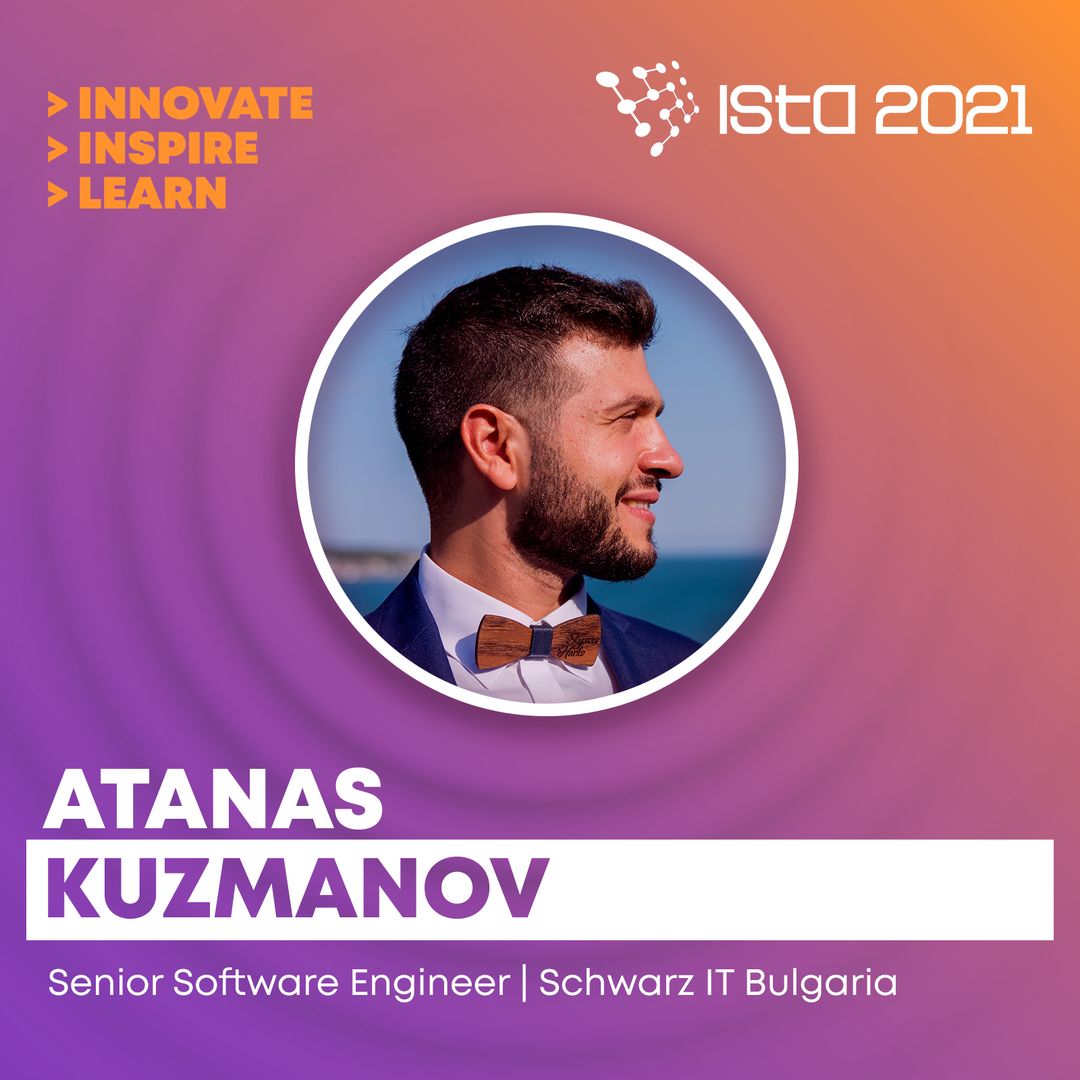 > INNOVATE
> INSPIRE
> LEARN
ISTA 2021
ATANAS
KUZMANOV
Senior Software Engineer | Schwarz IT Bulgaria